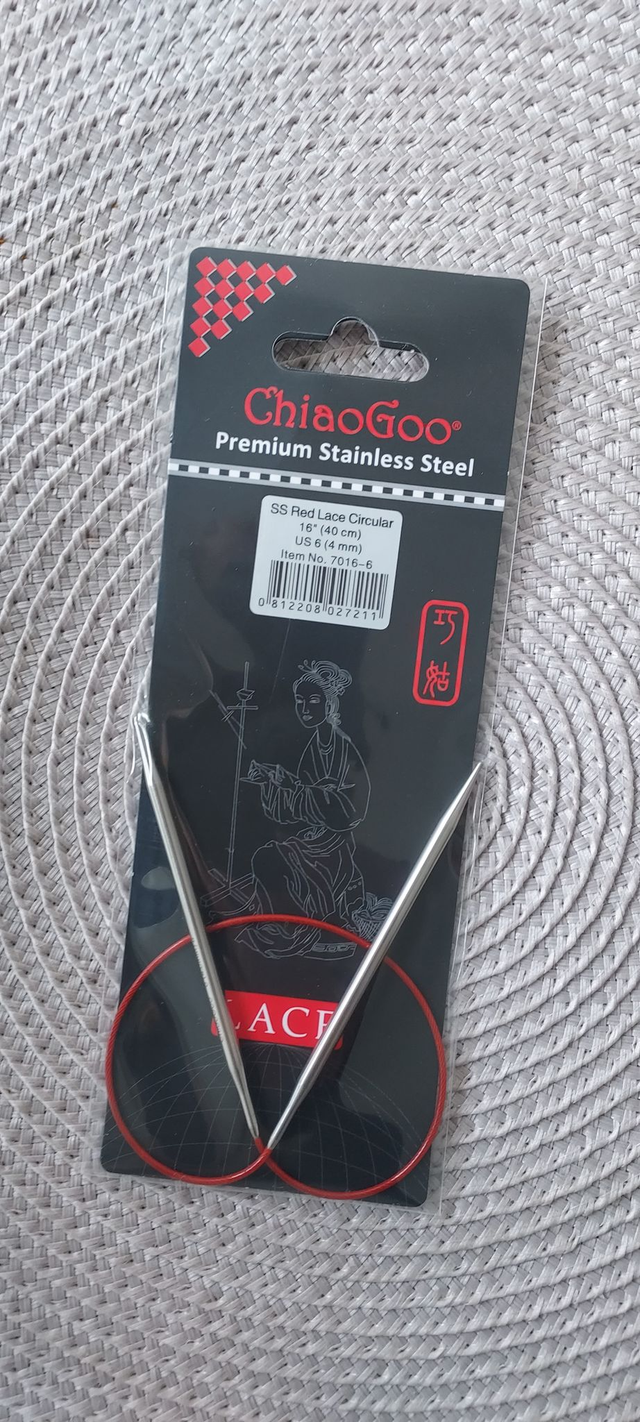 ChiaoGoo®
Premium Stainless Steel
SS Red Lace Circular
16" (40 cm)
US 6 (4 mm)
Item No. 7016-6
0 812208 027211
巧
姑
LACE